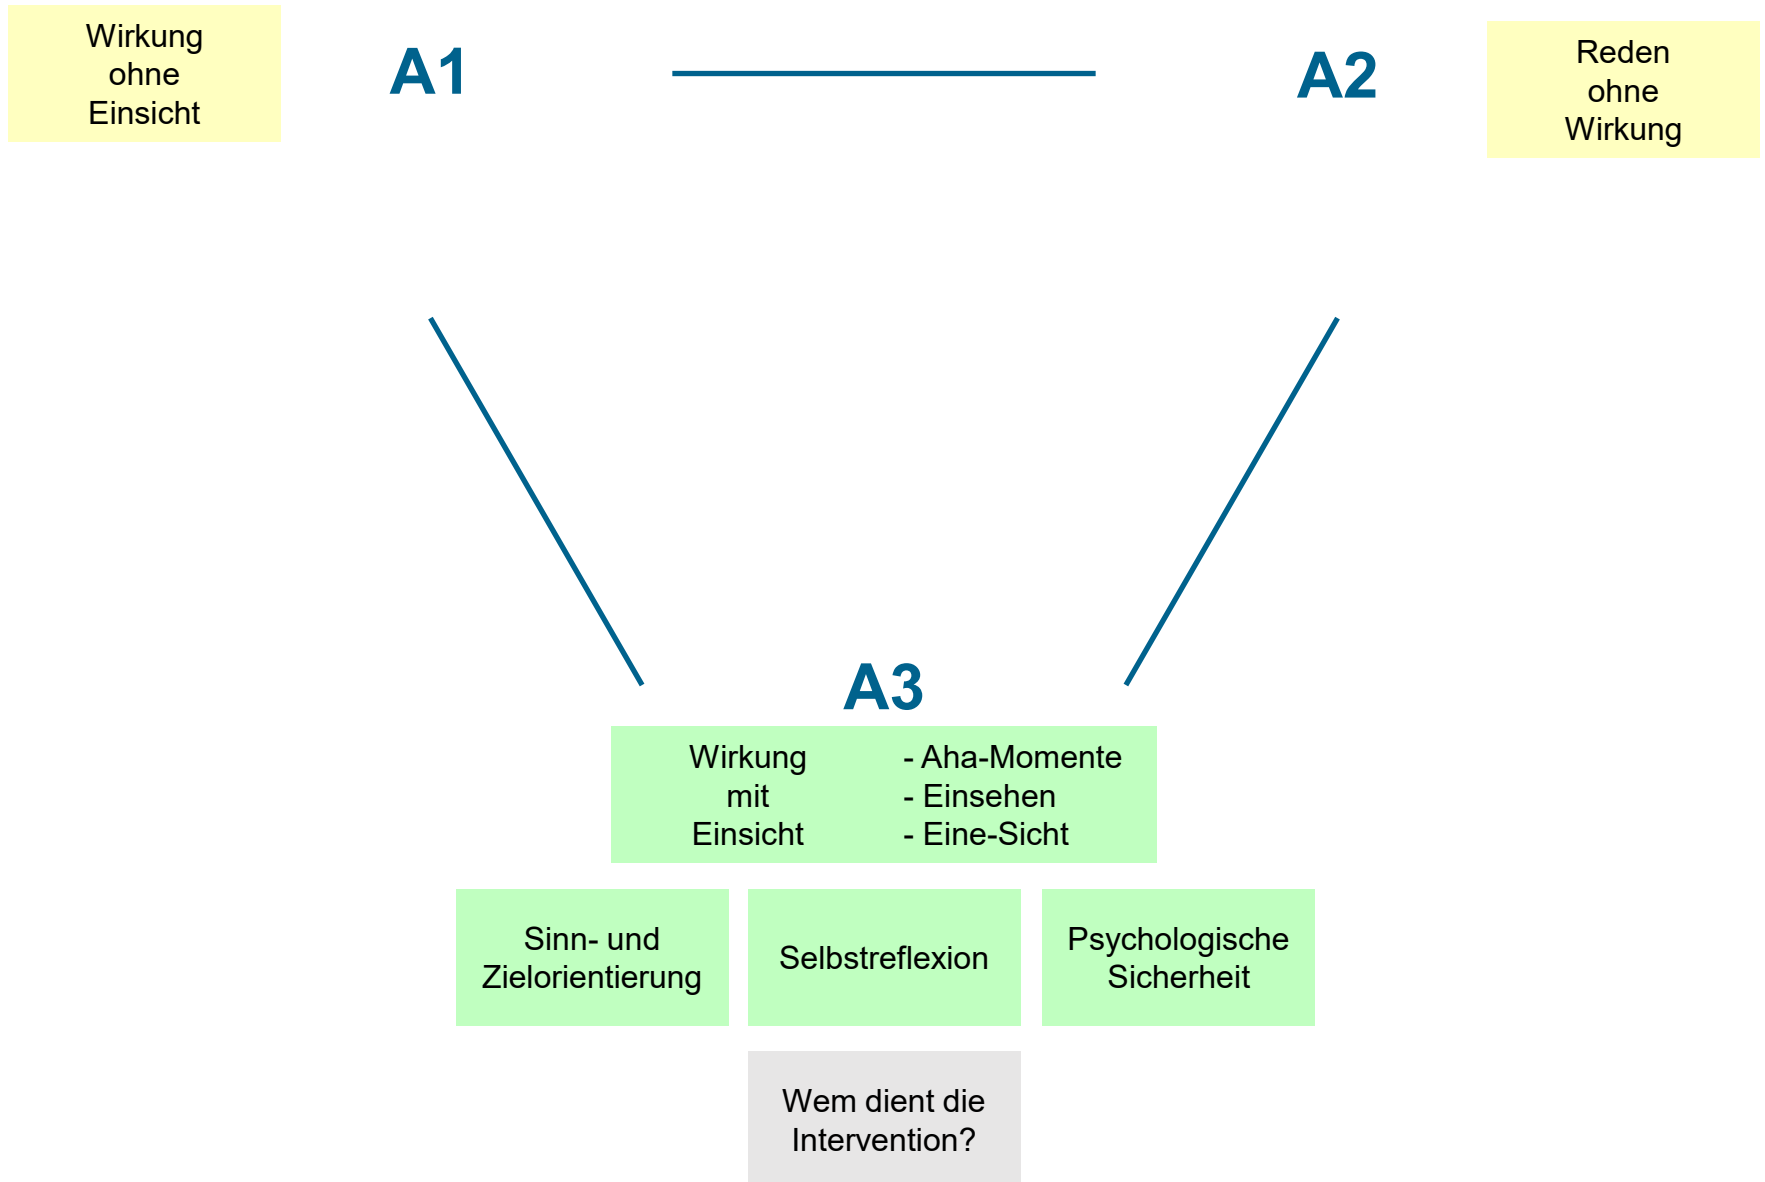 Wirkung
ohne
Einsicht
A1
A2
Reden
ohne
Wirkung
A3
Wirkung
mit
Einsicht
- Aha-Momente
- Einsehen
- Eine-Sicht
Sinn- und
Zielorientierung
Selbstreflexion
Psychologische
Sicherheit
Wem dient die
Intervention?